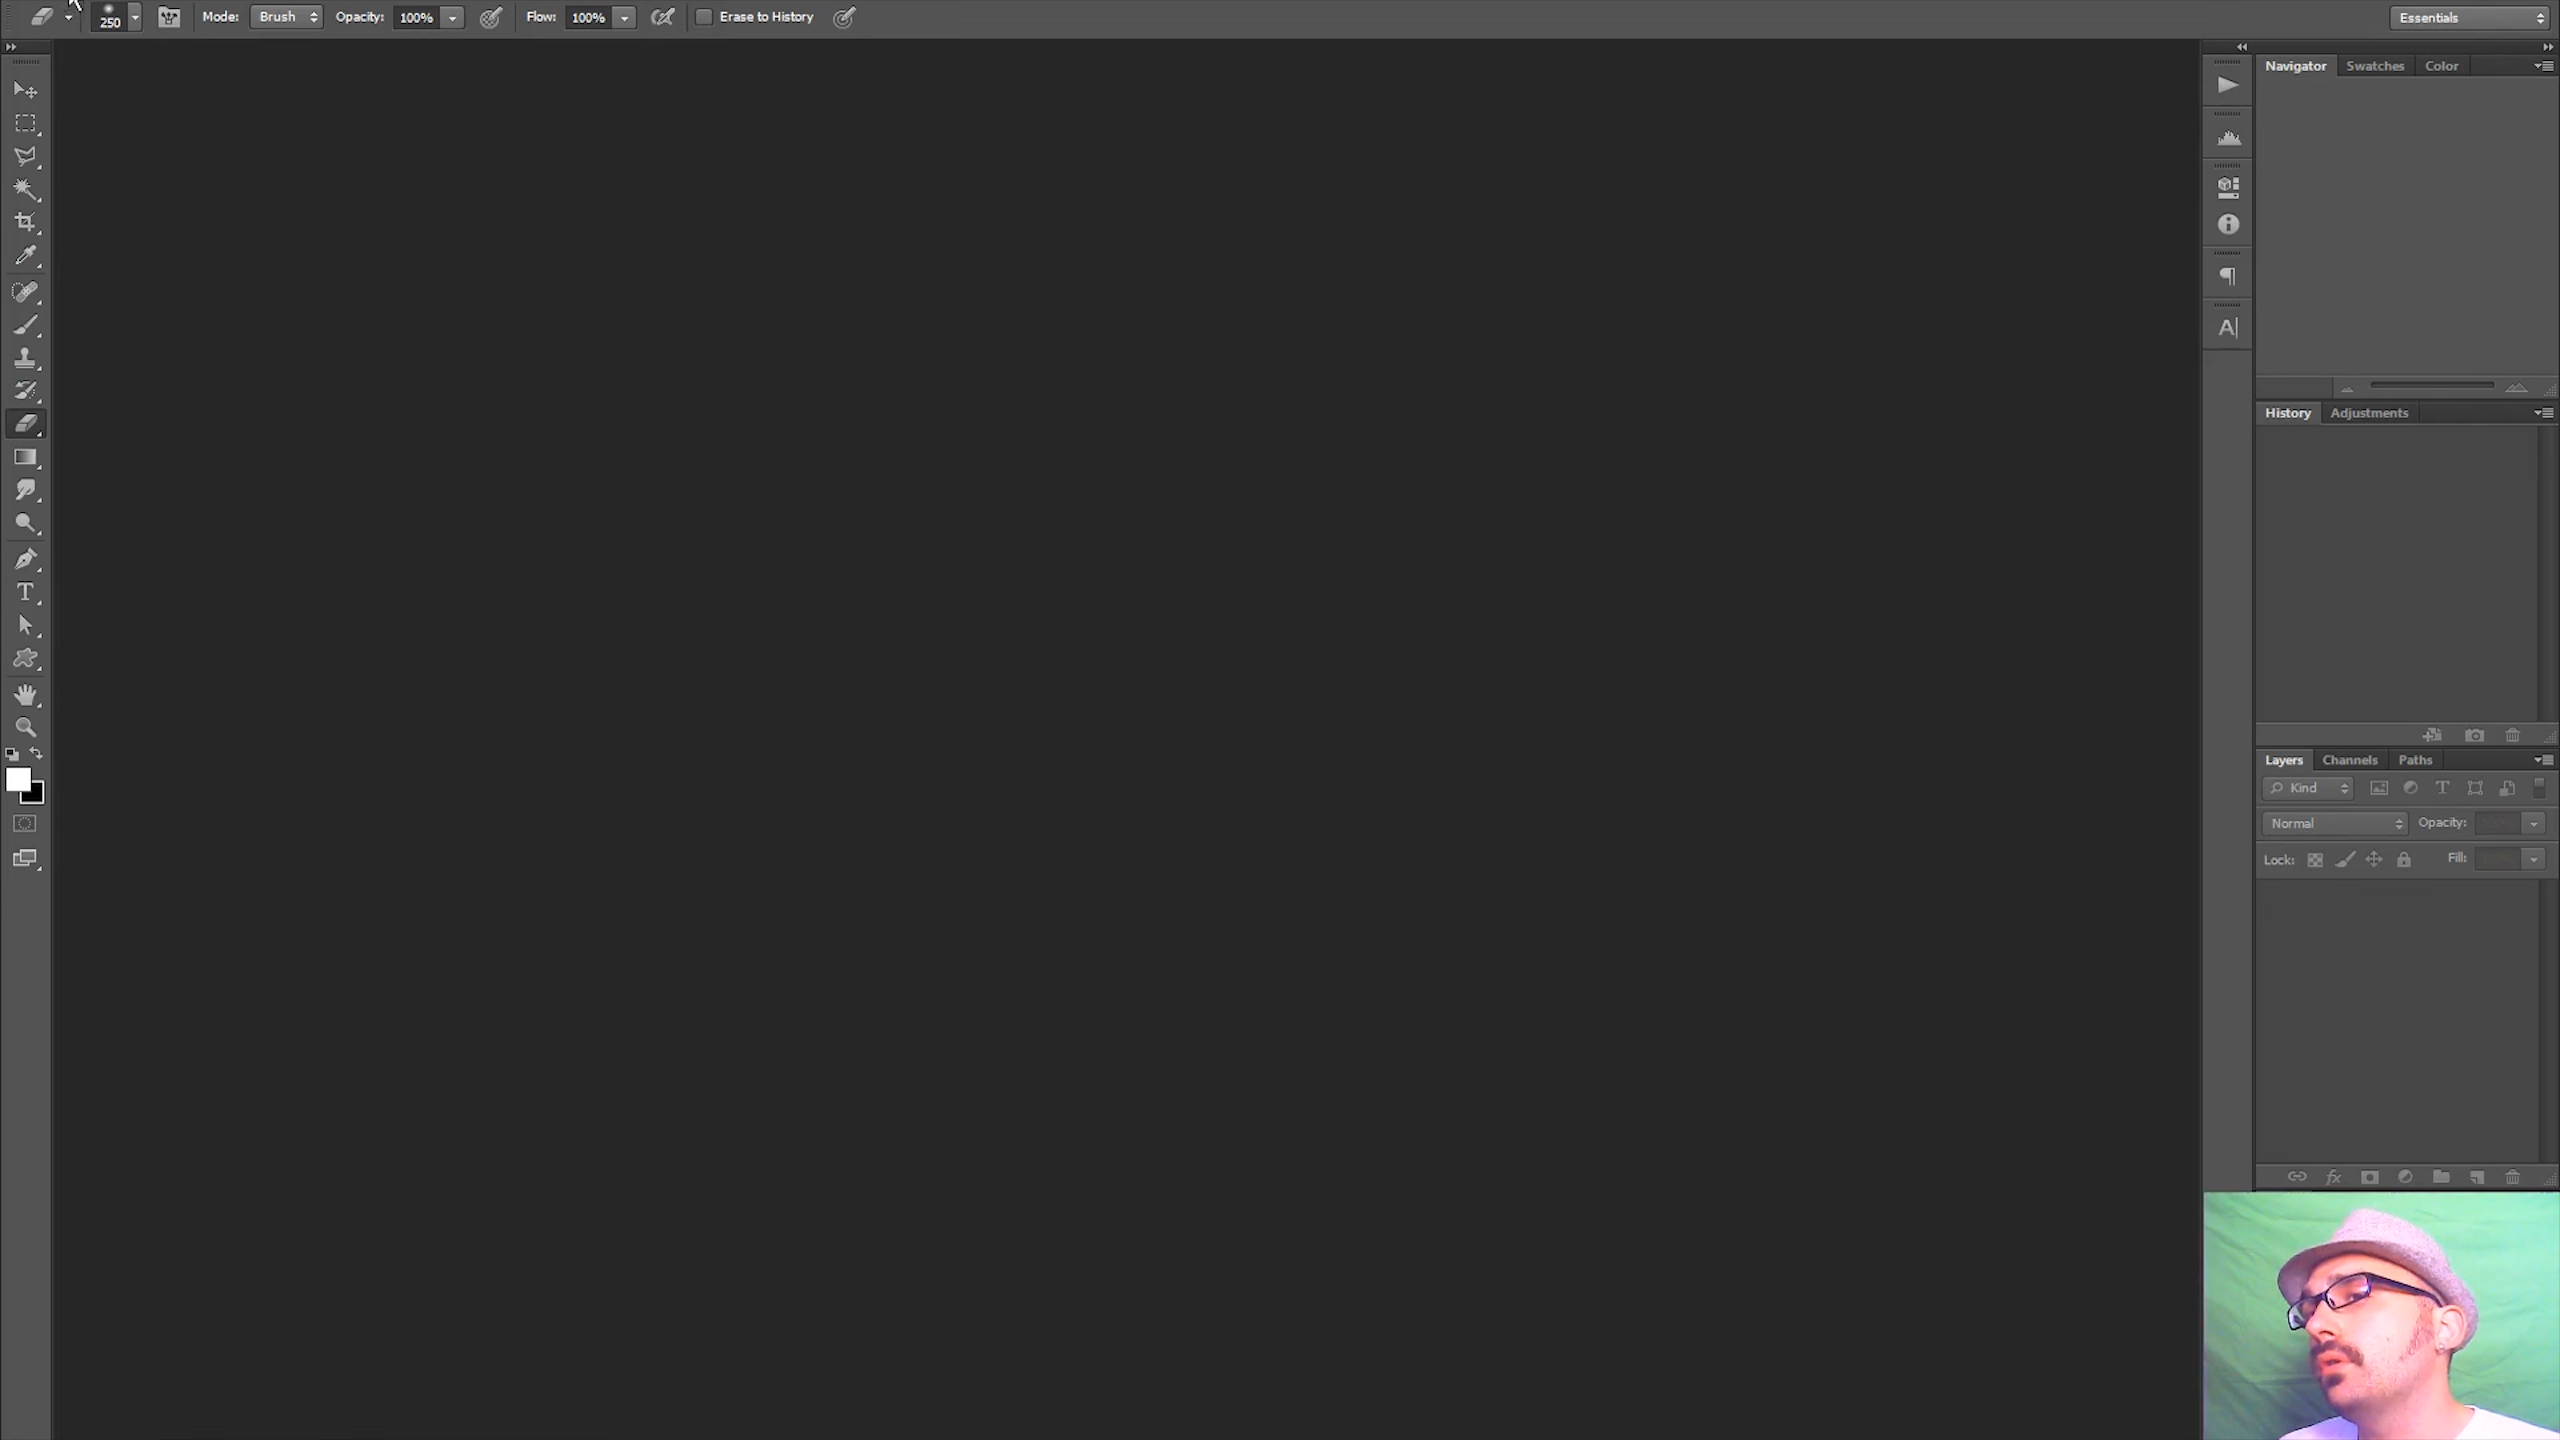 250 Mode: Brush Opacity: 100% Flow: 100% Erase to History Essentials
Navigator Swatches Color
History Adjustments
Layers Channels Paths
Kind
Normal Opacity:
Lock: Fill: